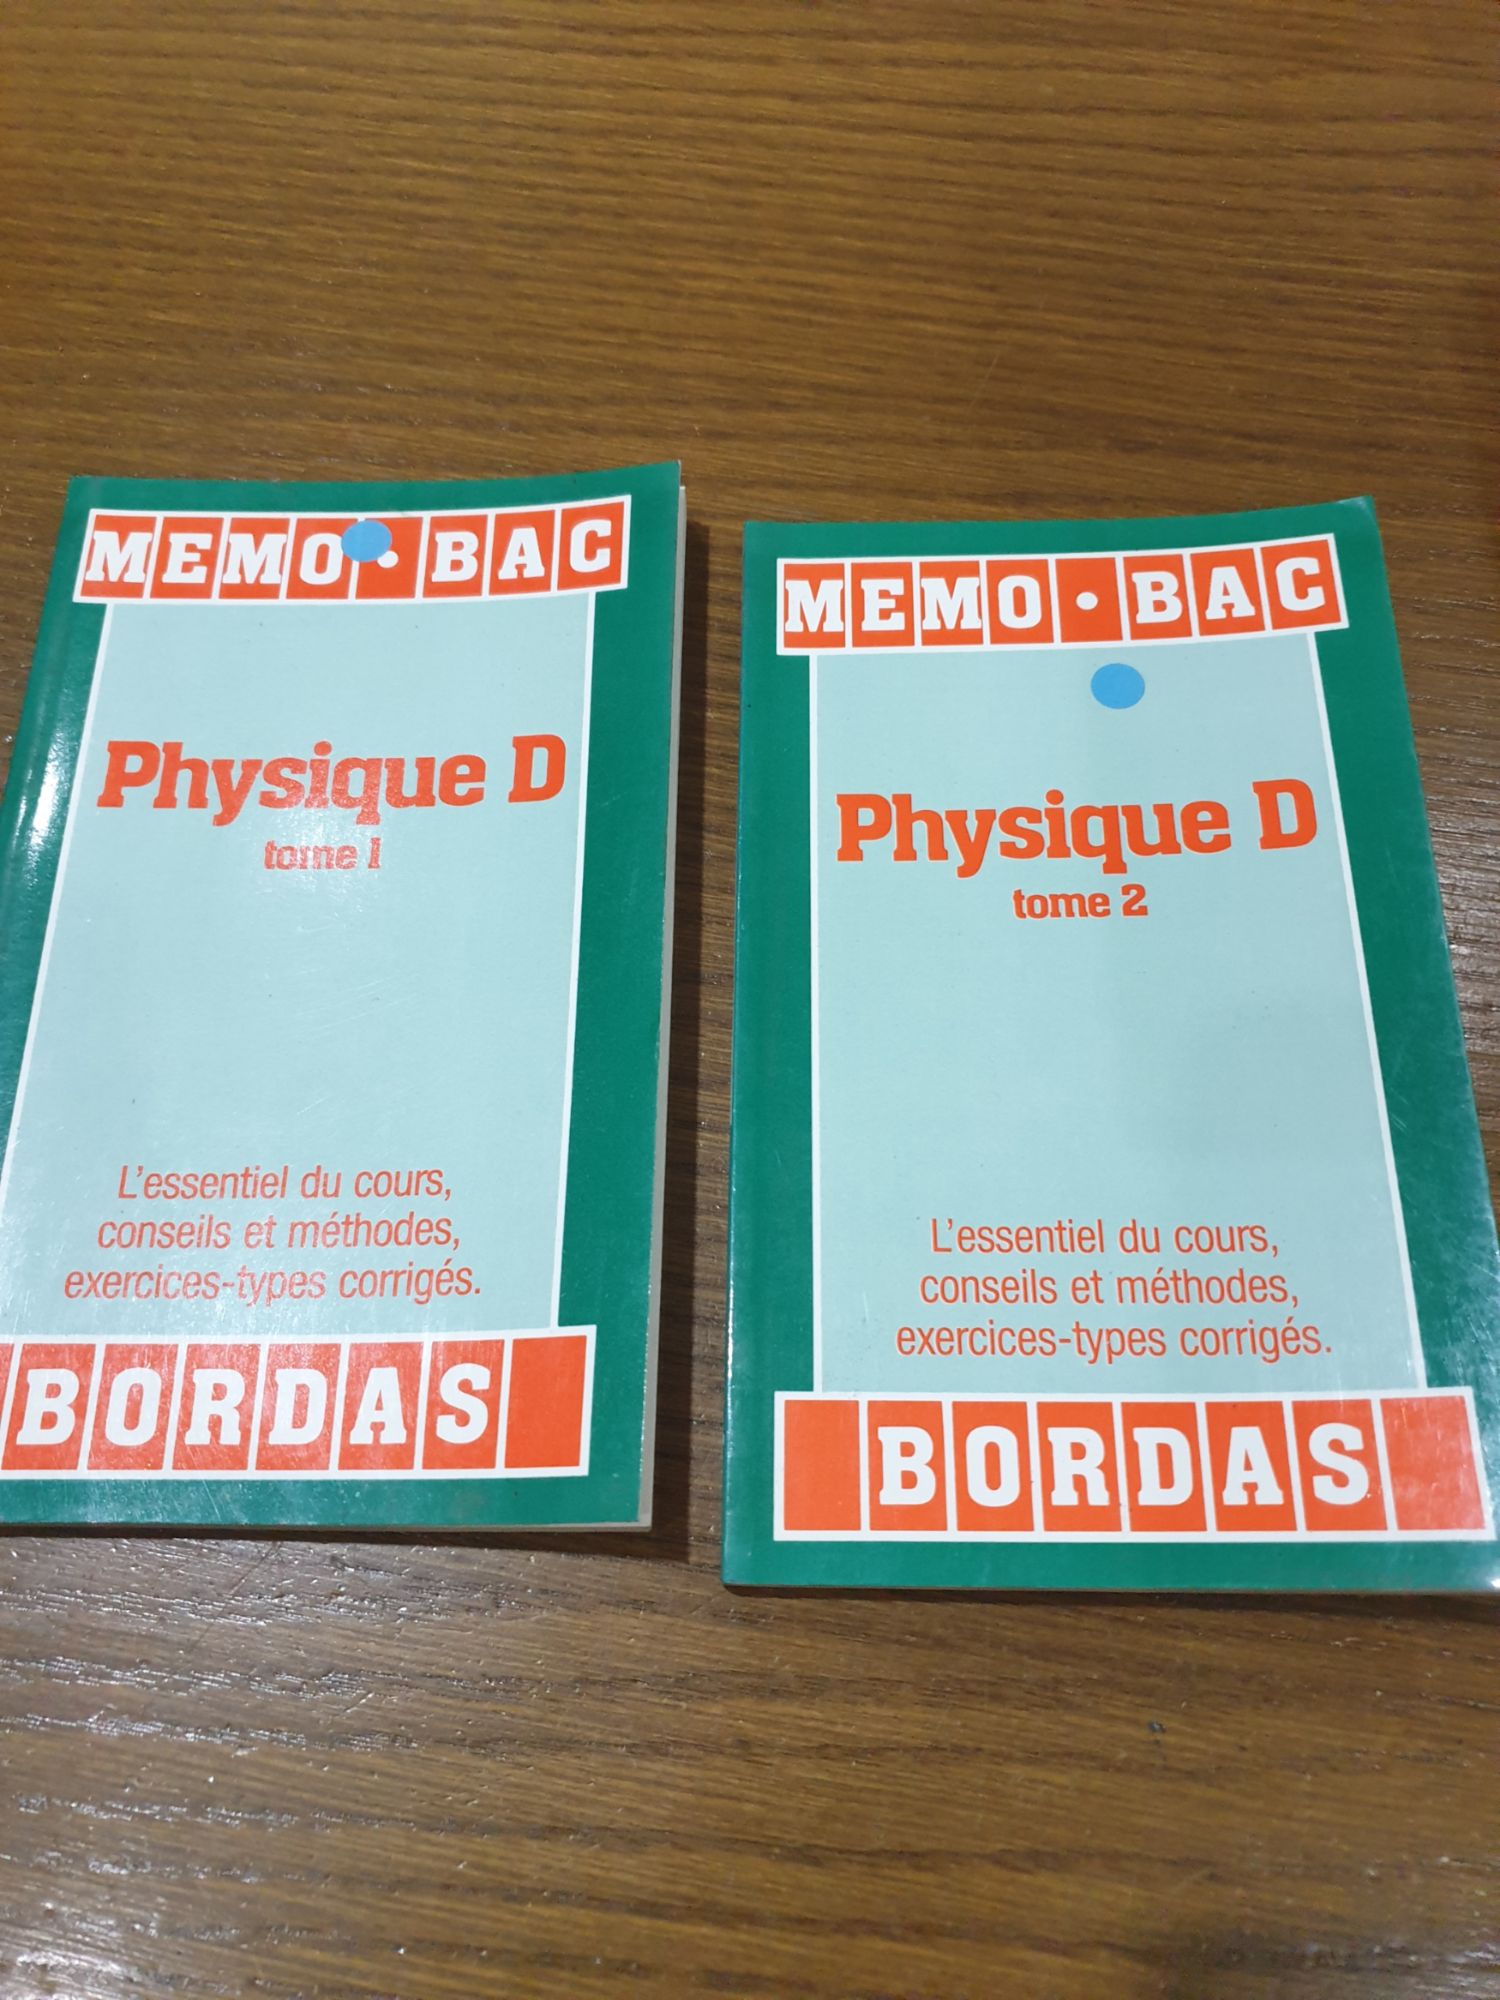 MEMO • BAC
Physique D
tome 1
L'essentiel du cours,
conseils et méthodes,
exercices-types corrigés.
BORDAS
MEMO • BAC
Physique D
tome 2
L'essentiel du cours,
conseils et méthodes,
exercices-types corrigés.
BORDAS